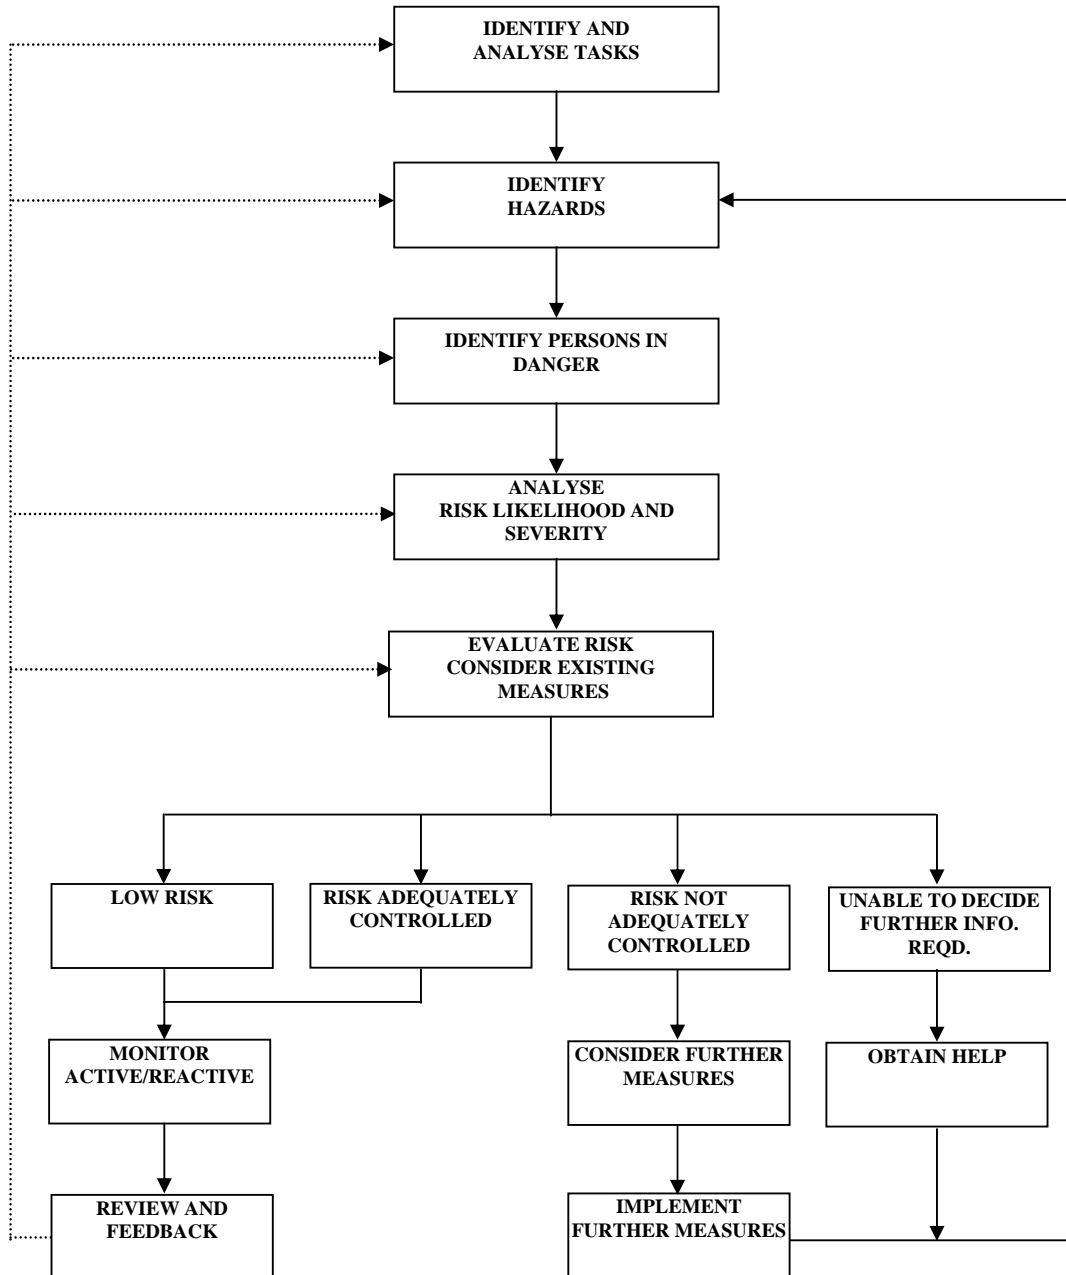 IDENTIFY AND
ANALYSE TASKS
IDENTIFY
HAZARDS
IDENTIFY PERSONS IN
DANGER
ANALYSE
RISK LIKELIHOOD AND
SEVERITY
EVALUATE RISK
CONSIDER EXISTING
MEASURES
LOW RISK
RISK ADEQUATELY
CONTROLLED
RISK NOT
ADEQUATELY
CONTROLLED
UNABLE TO DECIDE
FURTHER INFO.
REQD.
MONITOR
ACTIVE/REACTIVE
CONSIDER FURTHER
MEASURES
OBTAIN HELP
REVIEW AND
FEEDBACK
IMPLEMENT
FURTHER MEASURES